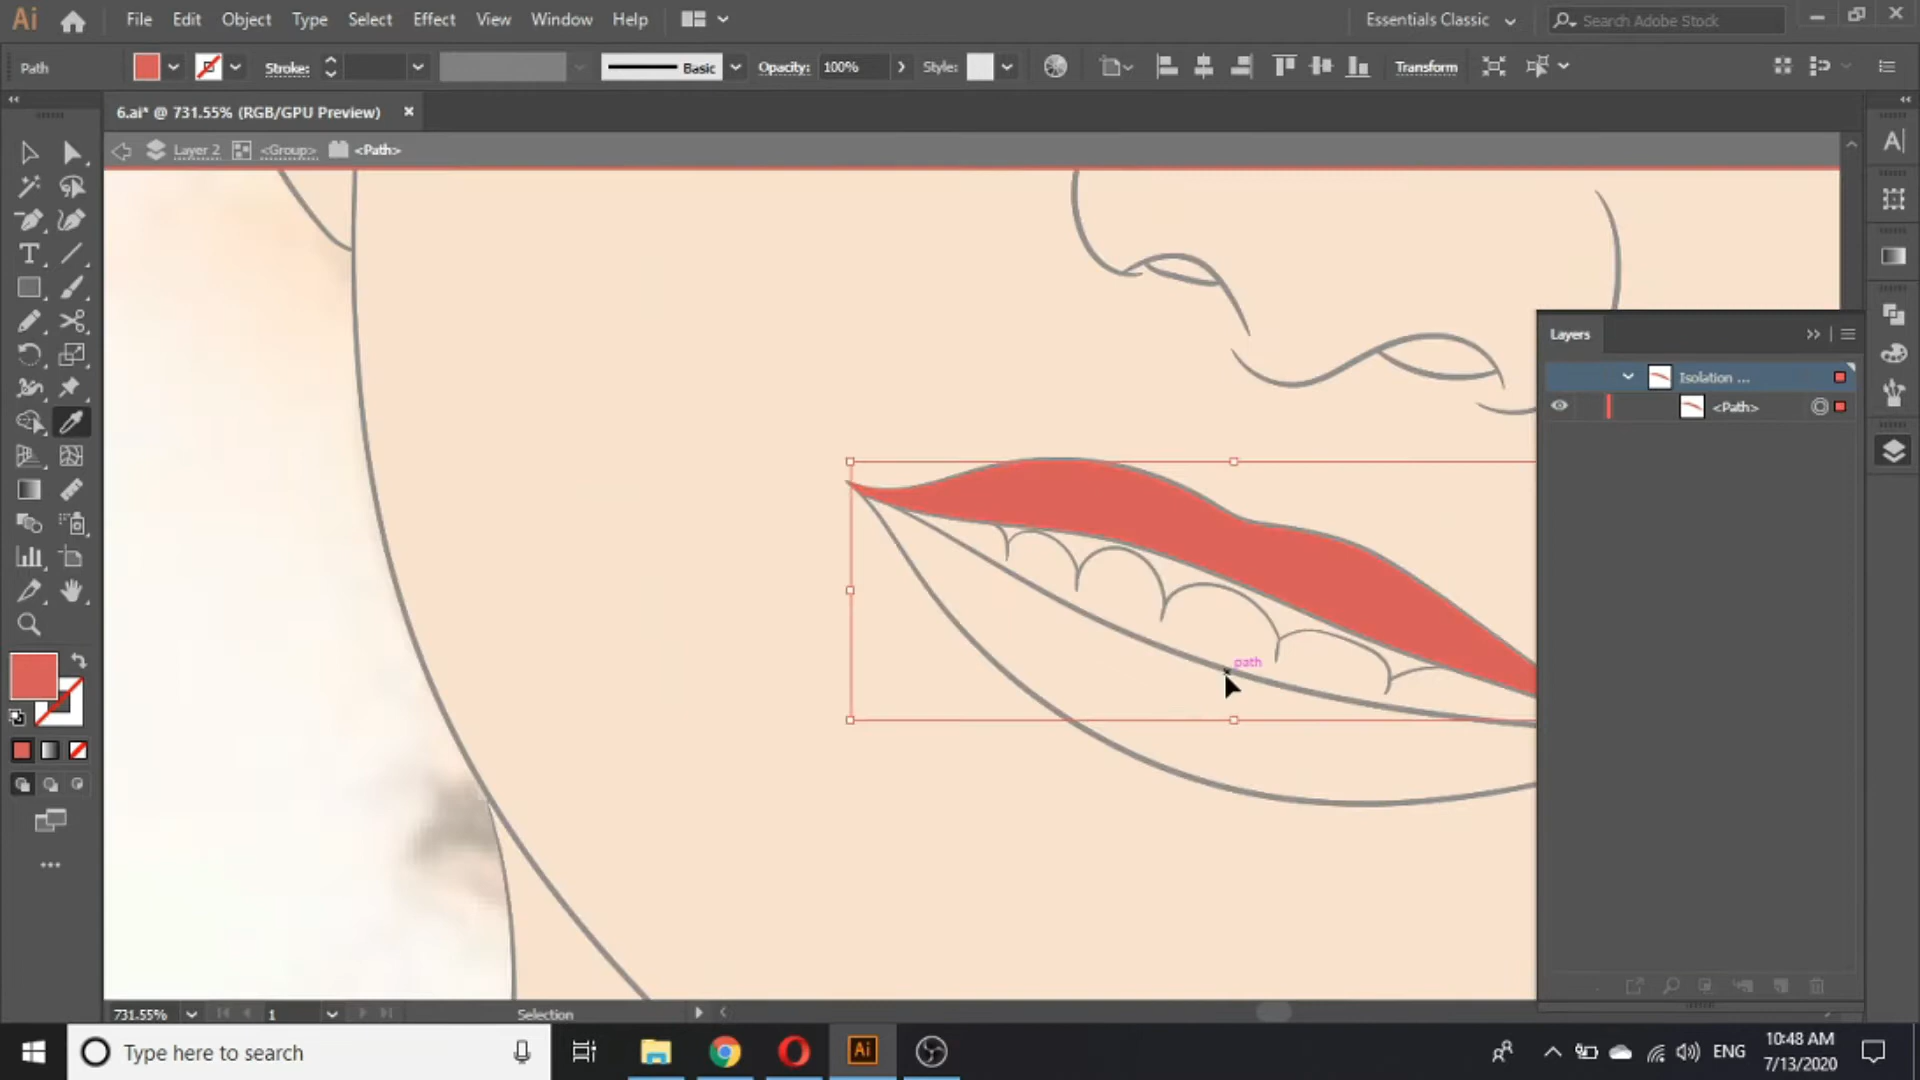 Ai File Edit Object Type Select Effect View Window Help Essentials Classic Search Adobe Stock
Path Stroke: Basic Opacity: 100% Style: Transform
6.ai* @ 731.55% (RGB/GPU Preview) ×
Layer 2 <Group> <Path>
Layers
Isolation ...
<Path>
path
731.55% 1 Selection
Type here to search Ai ENG 10:48 AM
7/13/2020